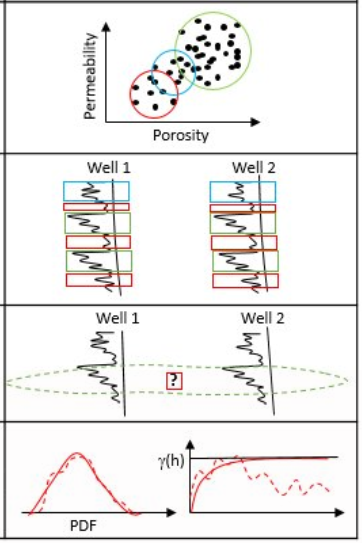 Permeability
Porosity
Well 1 Well 2
Well 1 Well 2
?
γ(h)
PDF